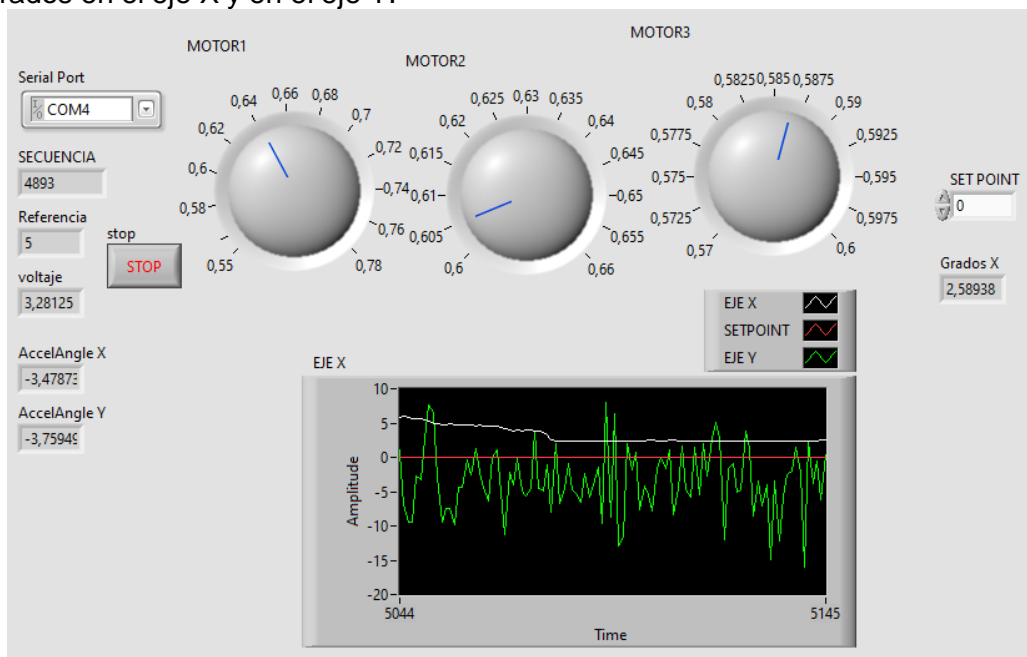 en el eje X y en el eje Y.
MOTOR1
MOTOR2
MOTOR3
Serial Port
COM4
SECUENCIA
4893
Referencia
5
voltaje
3,28125
AccelAngle X
-3,4787
AccelAngle Y
-3,7594
stop
STOP
0,55
0,58
0,6
0,62
0,64
0,66
0,68
0,7
0,72
0,74
0,76
0,78
0,6
0,605
0,61
0,615
0,62
0,625
0,63
0,635
0,64
0,645
0,65
0,655
0,66
0,57
0,5725
0,575
0,5775
0,58
0,5825
0,585
0,5875
0,59
0,5925
0,595
0,5975
0,6
SET POINT
0
Grados X
2,58938
EJE X
SETPOINT
EJE Y
EJE X
Amplitude
10
5
0
-5
-10
-15
-20
5044
5145
Time